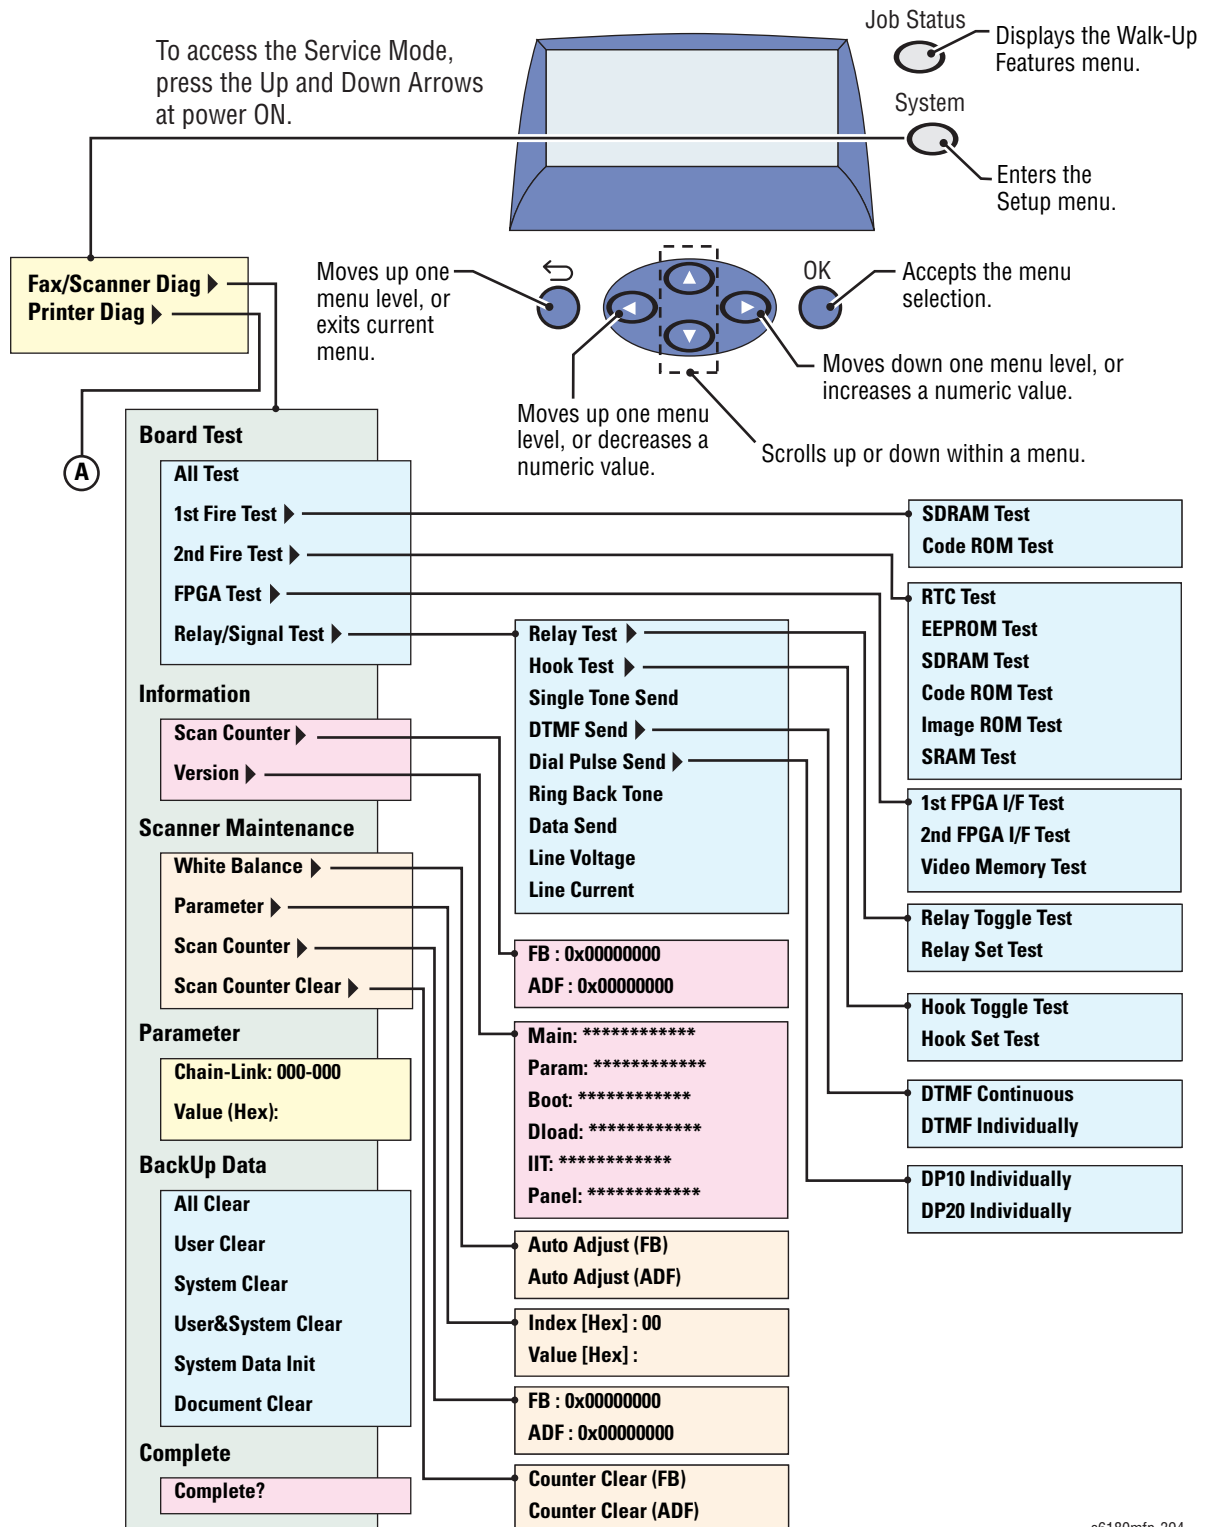 To access the Service Mode,
press the Up and Down Arrows
at power ON.
Job Status
Displays the Walk-Up
Features menu.
System
Enters the
Setup menu.
Fax/Scanner Diag
Printer Diag
A
Moves up one
menu level, or
exits current
menu.
OK
Accepts the menu
selection.
Moves down one menu level, or
increases a numeric value.
Moves up one menu
level, or decreases a
numeric value.
Scrolls up or down within a menu.
Board Test
All Test
1st Fire Test
2nd Fire Test
FPGA Test
Relay/Signal Test
Information
Scan Counter
Version
Scanner Maintenance
White Balance
Parameter
Scan Counter
Scan Counter Clear
Parameter
Chain-Link: 000-000
Value (Hex):
BackUp Data
All Clear
User Clear
System Clear
User&System Clear
System Data Init
Document Clear
Complete
Complete?
Relay Test
Hook Test
Single Tone Send
DTMF Send
Dial Pulse Send
Ring Back Tone
Data Send
Line Voltage
Line Current
FB : 0x00000000
ADF : 0x00000000
Main: ************
Param: ************
Boot: ************
Dload: ************
IIT: ************
Panel: ************
Auto Adjust (FB)
Auto Adjust (ADF)
Index [Hex] : 00
Value [Hex] :
FB : 0x00000000
ADF : 0x00000000
Counter Clear (FB)
Counter Clear (ADF)
SDRAM Test
Code ROM Test
RTC Test
EEPROM Test
SDRAM Test
Code ROM Test
Image ROM Test
SRAM Test
1st FPGA I/F Test
2nd FPGA I/F Test
Video Memory Test
Relay Toggle Test
Relay Set Test
Hook Toggle Test
Hook Set Test
DTMF Continuous
DTMF Individually
DP10 Individually
DP20 Individually